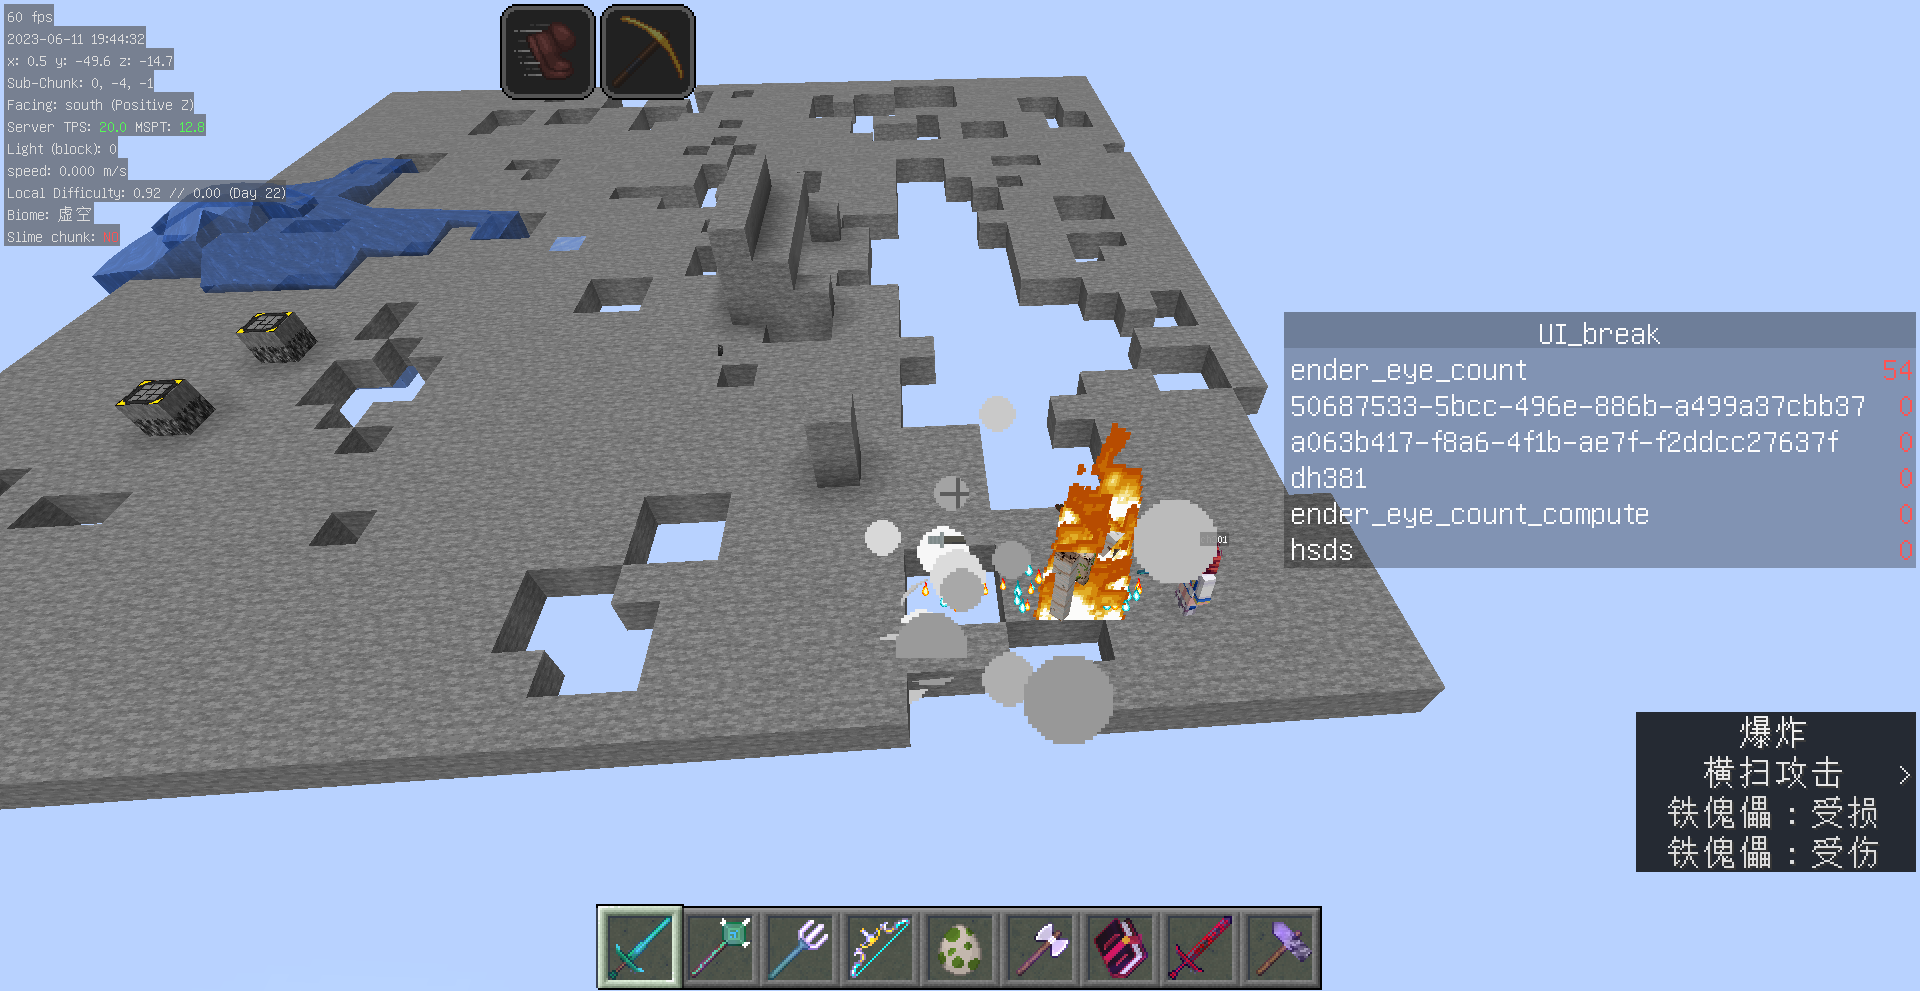 60 fps
2023-06-11 19:44:32
x: 0.5 y: -49.6 z: -14.7
Sub-Chunk: 0, -4, -1
Facing: south (Positive Z)
Server TPS: 20.0 MSPT: 12.8
Light (block): 0
speed: 0.000 m/s
Local Difficulty: 0.92 // 0.00 (Day 22)
Biome: 虚空
Slime chunk:
UI_break
ender_eye_count 54
50687533-5bcc-496e-886b-a499a37cbb37 0
a063b417-f8a6-4f1b-ae7f-f2ddcc27637f 0
dh381 0
ender_eye_count_compute 0
hsds 0
爆炸
横扫攻击 >
铁傀儡：受损
铁傀儡：受伤